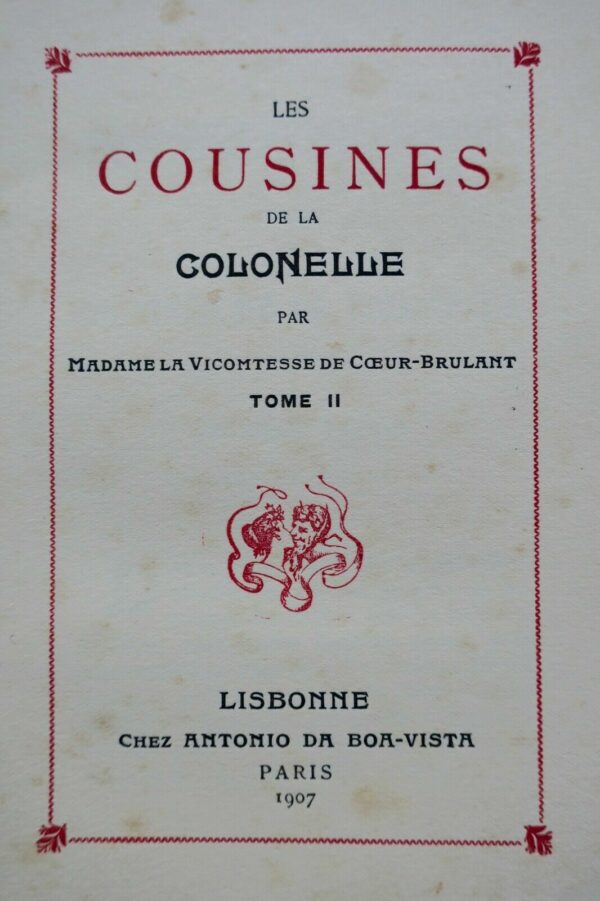 LES
COUSINES
DE LA
COLONELLE
PAR
MADAME LA VICOMTESSE DE CŒUR-BRULANT
TOME II
LISBONNE
CHEZ ANTONIO DA BOA-VISTA
PARIS
1907